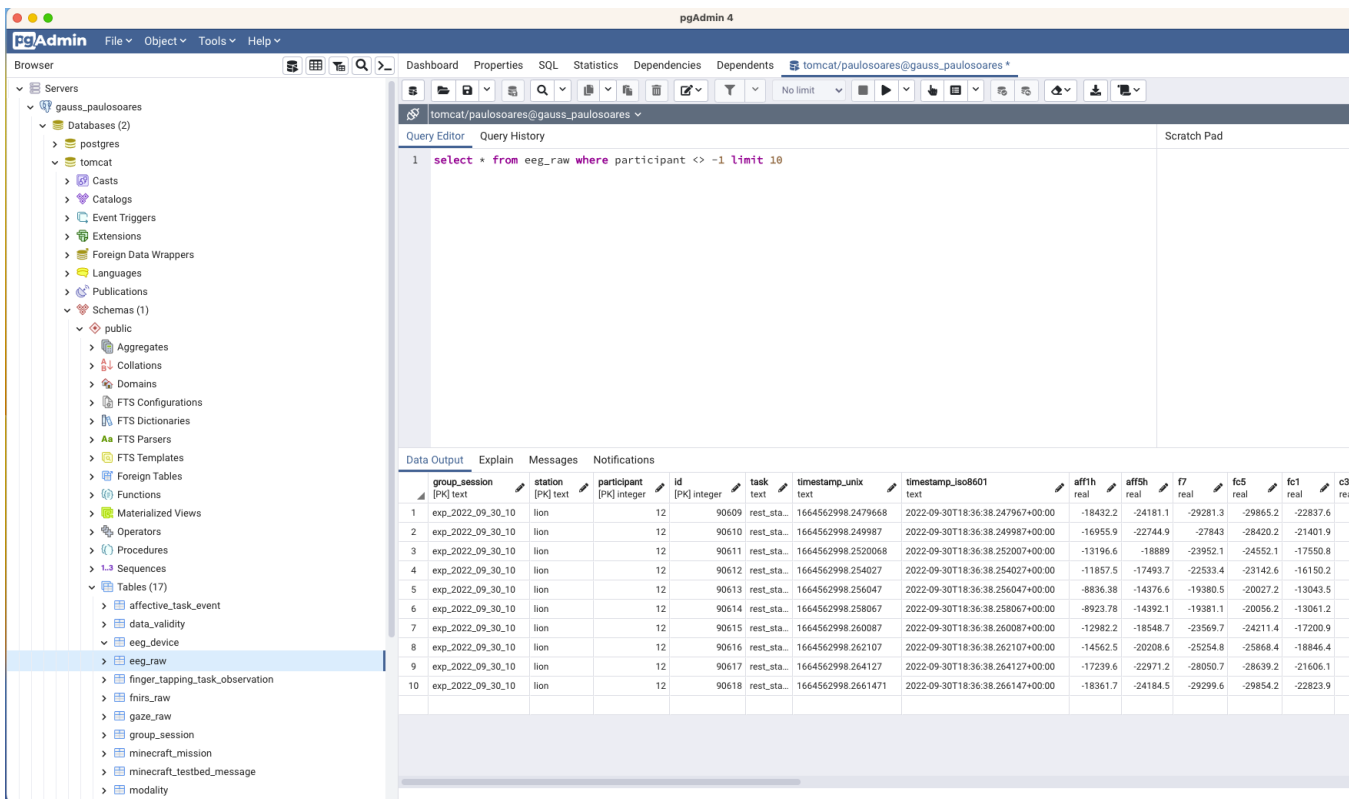 pgAdmin 4
pgAdmin File Object Tools Help
Browser
Dashboard Properties SQL Statistics Dependencies Dependents tomcat/paulosoares@gauss_paulosoares *
No limit
tomcat/paulosoares@gauss_paulosoares
Query Editor Query History
Scratch Pad
1 select * from eeg_raw where participant <> -1 limit 10
Servers
gauss_paulosoares
Databases (2)
postgres
tomcat
Casts
Catalogs
Event Triggers
Extensions
Foreign Data Wrappers
Languages
Publications
Schemas (1)
public
Aggregates
Collations
Domains
FTS Configurations
FTS Dictionaries
Aa FTS Parsers
FTS Templates
Foreign Tables
Functions
Materialized Views
Operators
Procedures
1..3 Sequences
Tables (17)
affective_task_event
data_validity
eeg_device
eeg_raw
finger_tapping_task_observation
fnirs_raw
gaze_raw
group_session
minecraft_mission
minecraft_testbed_message
modality
Data Output Explain Messages Notifications
group_session station participant id task timestamp_unix timestamp_iso8601 aff1h aff5h f7 fc5 fc1 c3
[PK] text [PK] text [PK] integer [PK] integer text text text real real real real real rea
1 exp_2022_09_30_10 lion 12 90609 rest_sta... 1664562998.2479668 2022-09-30T18:36:38.247967+00:00 -18432.2 -24181.1 -29281.3 -29865.2 -22837.6
2 exp_2022_09_30_10 lion 12 90610 rest_sta... 1664562998.249987 2022-09-30T18:36:38.249987+00:00 -16955.9 -22744.9 -27843 -28420.2 -21401.9
3 exp_2022_09_30_10 lion 12 90611 rest_sta... 1664562998.2520068 2022-09-30T18:36:38.252007+00:00 -13196.6 -18889 -23952.1 -24552.1 -17550.8
4 exp_2022_09_30_10 lion 12 90612 rest_sta... 1664562998.254027 2022-09-30T18:36:38.254027+00:00 -11857.5 -17493.7 -22533.4 -23142.6 -16150.2
5 exp_2022_09_30_10 lion 12 90613 rest_sta... 1664562998.256047 2022-09-30T18:36:38.256047+00:00 -8836.38 -14376.6 -19380.5 -20027.2 -13043.5
6 exp_2022_09_30_10 lion 12 90614 rest_sta... 1664562998.258067 2022-09-30T18:36:38.258067+00:00 -8923.78 -14392.1 -19381.1 -20056.2 -13061.2
7 exp_2022_09_30_10 lion 12 90615 rest_sta... 1664562998.260087 2022-09-30T18:36:38.260087+00:00 -12982.2 -18548.7 -23569.7 -24211.4 -17200.9
8 exp_2022_09_30_10 lion 12 90616 rest_sta... 1664562998.262107 2022-09-30T18:36:38.262107+00:00 -14562.5 -20208.6 -25254.8 -25868.4 -18846.4
9 exp_2022_09_30_10 lion 12 90617 rest_sta... 1664562998.264127 2022-09-30T18:36:38.264127+00:00 -17239.6 -22971.2 -28050.7 -28639.2 -21606.1
10 exp_2022_09_30_10 lion 12 90618 rest_sta... 1664562998.2661471 2022-09-30T18:36:38.266147+00:00 -18361.7 -24184.5 -29299.6 -29854.2 -22823.9